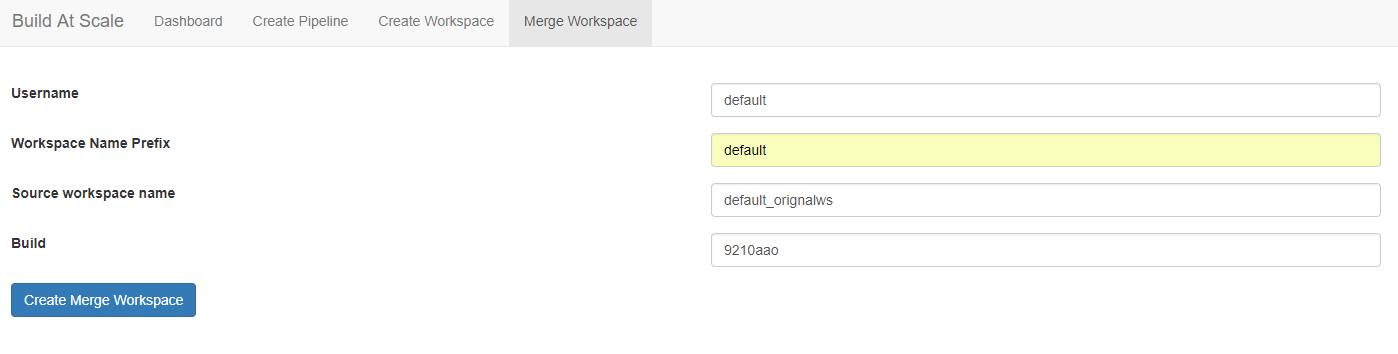 Build At Scale Dashboard Create Pipeline Create Workspace Merge Workspace
Username default
Workspace Name Prefix default
Source workspace name default_orignalws
Build 9210aao
Create Merge Workspace